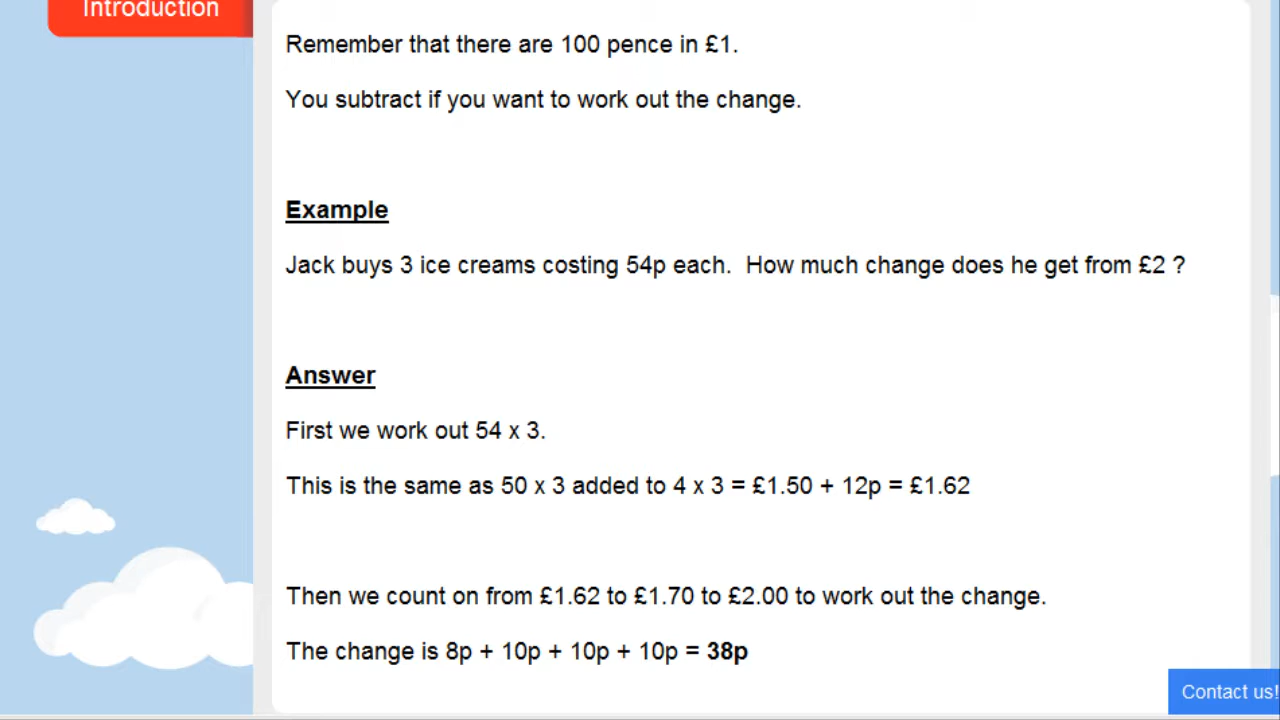 Introduction
Remember that there are 100 pence in £1.
You subtract if you want to work out the change.
Example
Jack buys 3 ice creams costing 54p each. How much change does he get from £2 ?
Answer
First we work out 54 x 3.
This is the same as 50 x 3 added to 4 x 3 = £1.50 + 12p = £1.62
Then we count on from £1.62 to £1.70 to £2.00 to work out the change.
The change is 8p + 10p + 10p + 10p = 38p
Contact us!